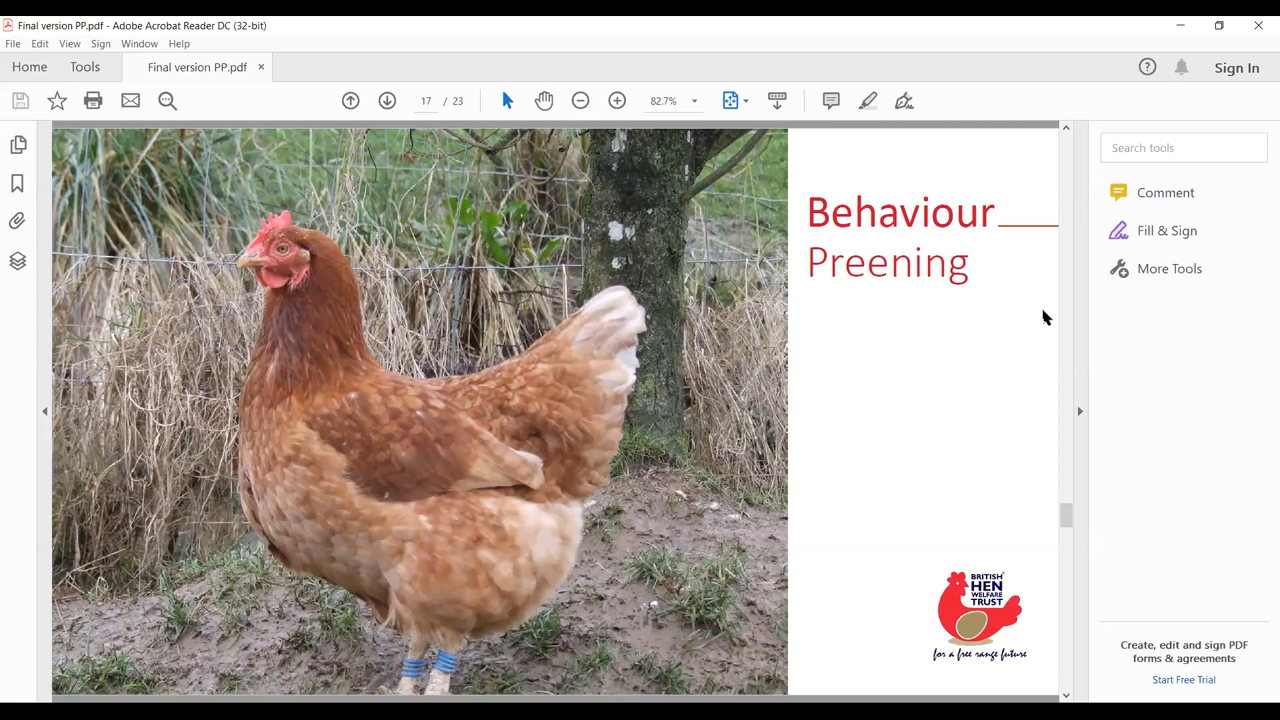 Final version PP.pdf - Adobe Acrobat Reader DC (32-bit)
File Edit View Sign Window Help
Home Tools Final version PP.pdf × Sign In
17 / 23 82.7%
Search tools
Comment
Fill & Sign
More Tools
Behaviour
Preening
BRITISH
HEN
WELFARE
TRUST
for a free range future
Create, edit and sign PDF
forms & agreements
Start Free Trial